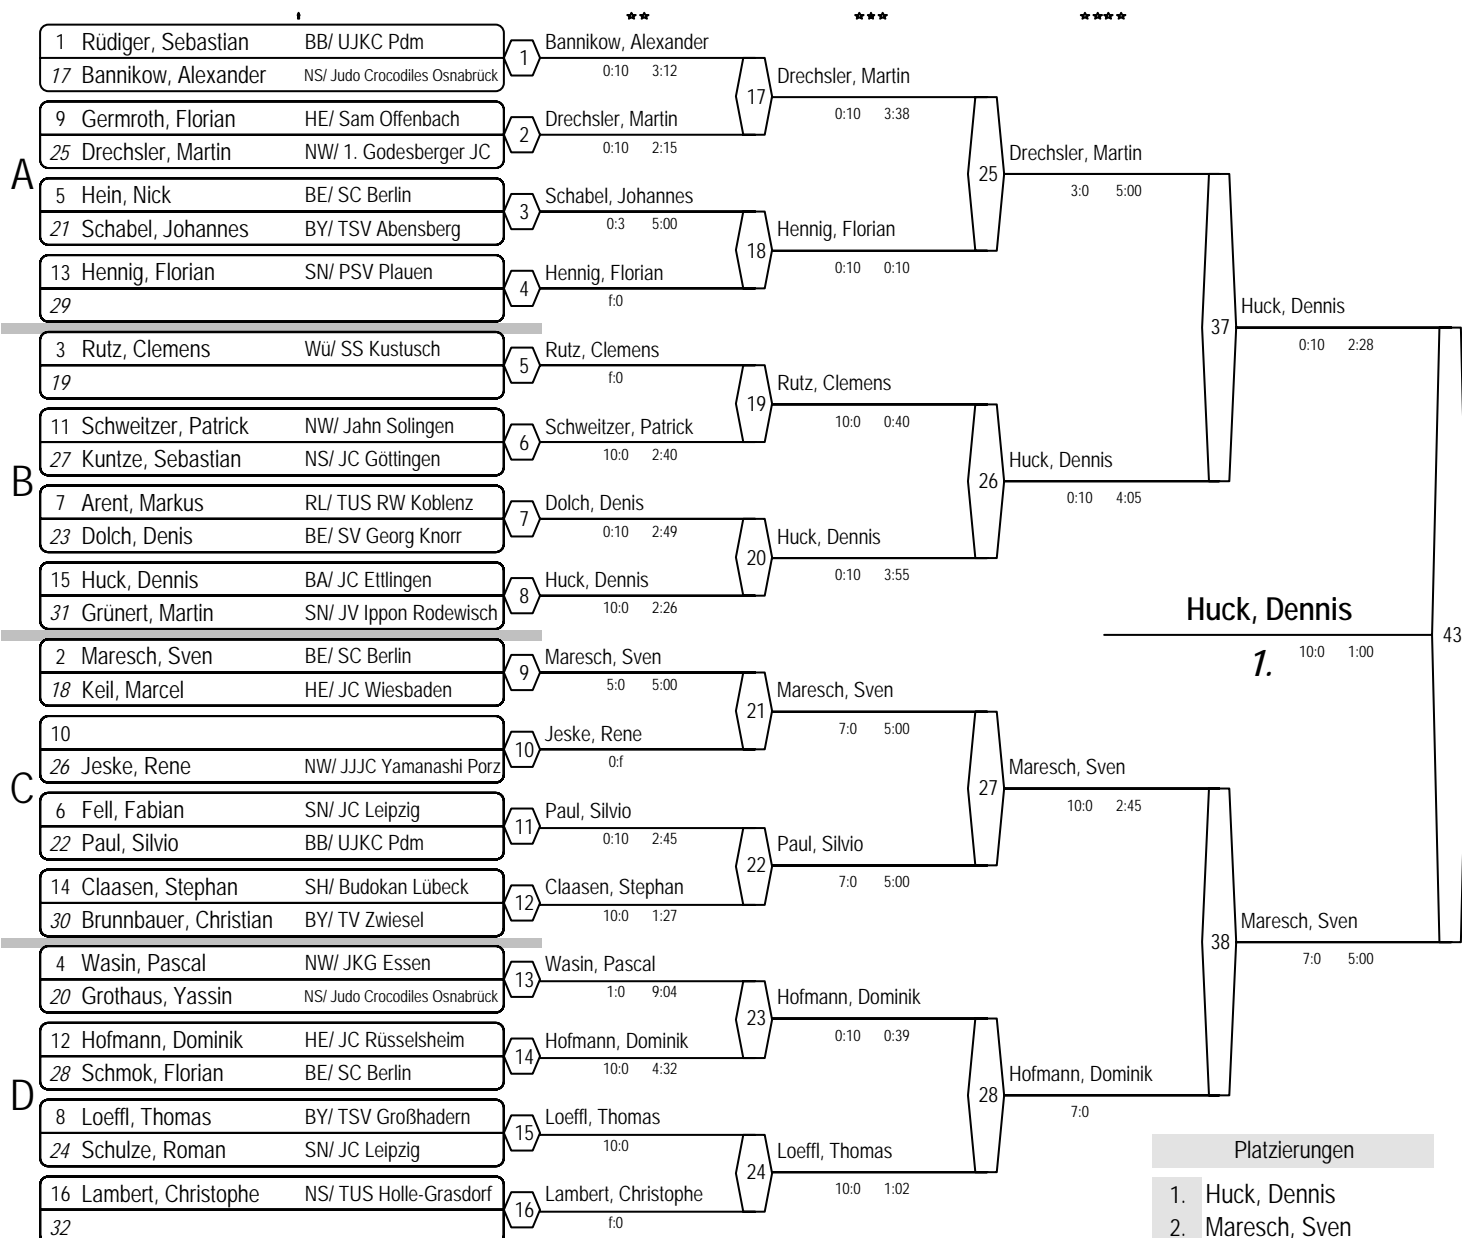 A
1 Rüdiger, Sebastian BB/ UJKC Pdm
17 Bannikow, Alexander NS/ Judo Crocodiles Osnabrück
1
9 Germroth, Florian HE/ Sam Offenbach
25 Drechsler, Martin NW/ 1. Godesberger JC
2
5 Hein, Nick BE/ SC Berlin
21 Schabel, Johannes BY/ TSV Abensberg
3
13 Hennig, Florian SN/ PSV Plauen
29
4
B
3 Rutz, Clemens Wü/ SS Kustusch
19
5
11 Schweitzer, Patrick NW/ Jahn Solingen
27 Kuntze, Sebastian NS/ JC Göttingen
6
7 Arent, Markus RL/ TUS RW Koblenz
23 Dolch, Denis BE/ SV Georg Knorr
7
15 Huck, Dennis BA/ JC Ettlingen
31 Grünert, Martin SN/ JV Ippon Rodewisch
8
C
2 Maresch, Sven BE/ SC Berlin
18 Keil, Marcel HE/ JC Wiesbaden
9
10
26 Jeske, Rene NW/ JJJC Yamanashi Porz
10
6 Fell, Fabian SN/ JC Leipzig
22 Paul, Silvio BB/ UJKC Pdm
11
14 Claasen, Stephan SH/ Budokan Lübeck
30 Brunnbauer, Christian BY/ TV Zwiesel
12
D
4 Wasin, Pascal NW/ JKG Essen
20 Grothaus, Yassin NS/ Judo Crocodiles Osnabrück
13
12 Hofmann, Dominik HE/ JC Rüsselsheim
28 Schmok, Florian BE/ SC Berlin
14
8 Loeffl, Thomas BY/ TSV Großhadern
24 Schulze, Roman SN/ JC Leipzig
15
16 Lambert, Christophe NS/ TUS Holle-Grasdorf
32
16
Bannikow, Alexander
0:10 3:12
17
Drechsler, Martin
0:10 2:15
Schabel, Johannes
0:3 5:00
18
Hennig, Florian
f:0
Rutz, Clemens
f:0
19
Schweitzer, Patrick
10:0 2:40
Dolch, Denis
0:10 2:49
20
Huck, Dennis
10:0 2:26
Maresch, Sven
5:0 5:00
21
Jeske, Rene
0:f
Paul, Silvio
0:10 2:45
22
Claasen, Stephan
10:0 1:27
Wasin, Pascal
1:0 9:04
23
Hofmann, Dominik
10:0 4:32
Loeffl, Thomas
10:0
24
Lambert, Christophe
f:0
Drechsler, Martin
0:10 3:38
25
Hennig, Florian
0:10 0:10
Rutz, Clemens
10:0 0:40
26
Huck, Dennis
0:10 3:55
Maresch, Sven
7:0 5:00
27
Paul, Silvio
7:0 5:00
Hofmann, Dominik
0:10 0:39
28
Loeffl, Thomas
10:0 1:02
Drechsler, Martin
3:0 5:00
37
Huck, Dennis
0:10 4:05
Maresch, Sven
10:0 2:45
38
Hofmann, Dominik
7:0
Huck, Dennis
0:10 2:28
Huck, Dennis
43
1. 10:0 1:00
Maresch, Sven
7:0 5:00
Platzierungen
1. Huck, Dennis
2. Maresch, Sven